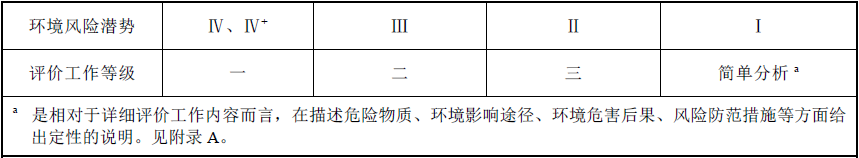 环境风险潜势 Ⅳ、Ⅳ⁺ Ⅲ Ⅱ Ⅰ
评价工作等级 一 二 三 简单分析ᵃ
ᵃ 是相对于详细评价工作内容而言，在描述危险物质、环境影响途径、环境危害后果、风险防范措施等方面给
出定性的说明。见附录 A。